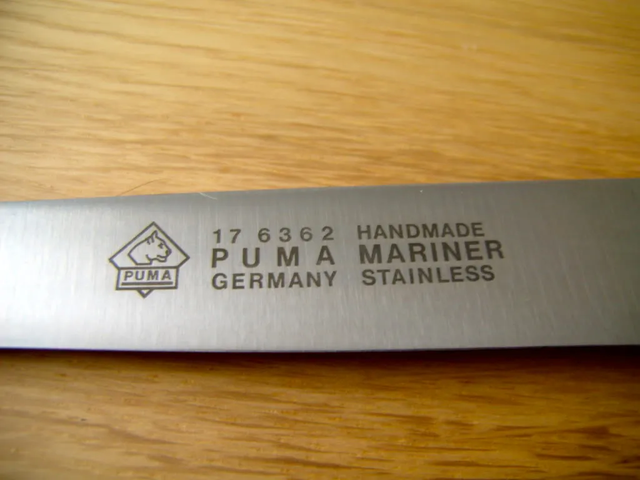 17 6362 HANDMADE
PUMA MARINER
GERMANY STAINLESS
PUMA